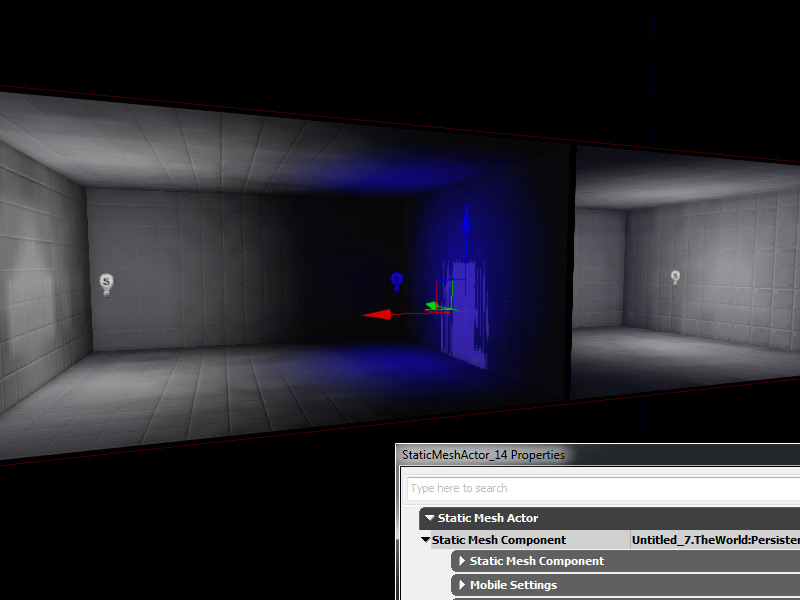 S
S
StaticMeshActor_14 Properties
Type here to search
Static Mesh Actor
Static Mesh Component Untitled_7.TheWorld:Persisten
Static Mesh Component
Mobile Settings